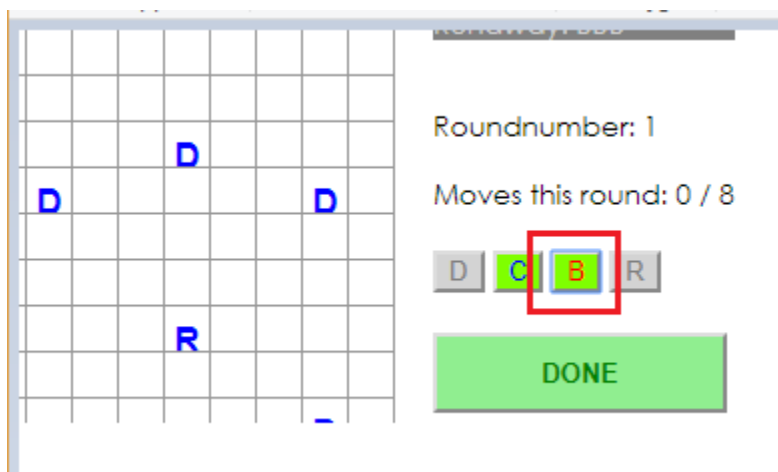 Roundnumber: 1
D
D D
Moves this round: 0 / 8
D C B R
R
DONE